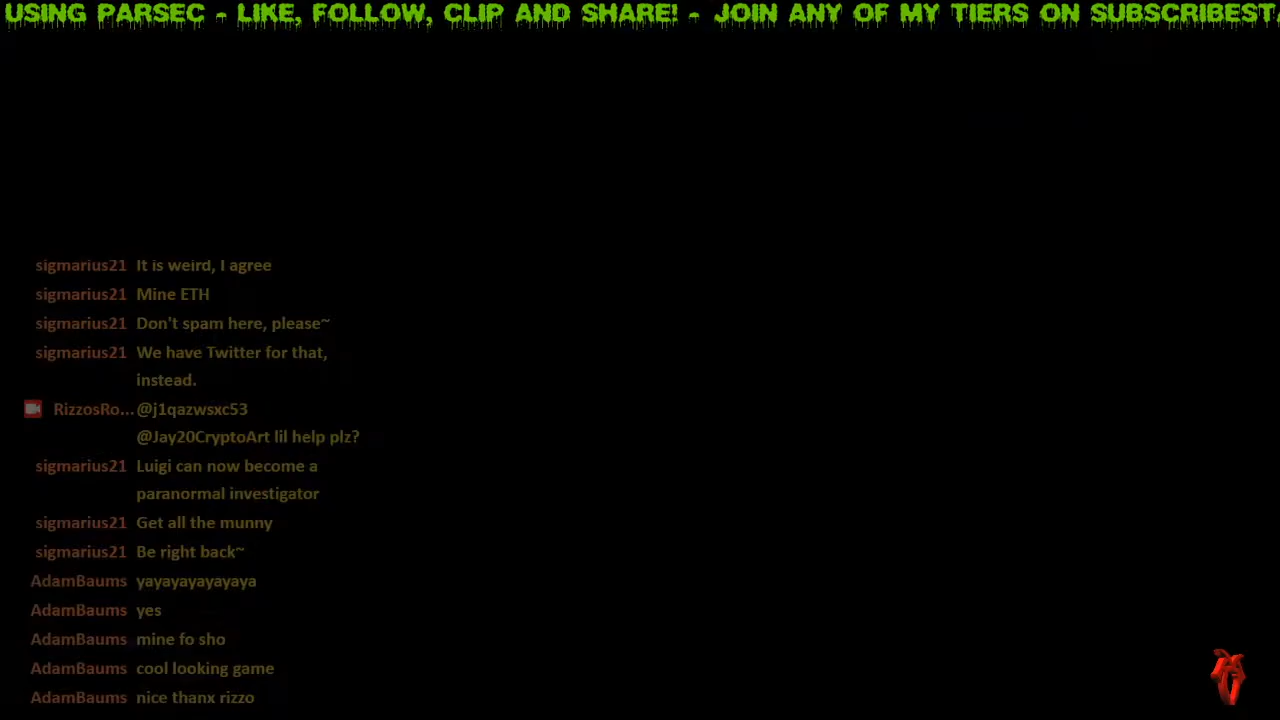 USING PARSEC - LIKE, FOLLOW, CLIP AND SHARE! - JOIN ANY OF MY TIERS ON SUBSCRIBEST
sigmarius21 It is weird, I agree
sigmarius21 Mine ETH
sigmarius21 Don't spam here, please~
sigmarius21 We have Twitter for that,
instead.
RizzosRo... @j1qazwsxc53
@Jay20CryptoArt lil help plz?
sigmarius21 Luigi can now become a
paranormal investigator
sigmarius21 Get all the munny
sigmarius21 Be right back~
AdamBaums yayayayayayaya
AdamBaums yes
AdamBaums mine fo sho
AdamBaums cool looking game
AdamBaums nice thanx rizzo